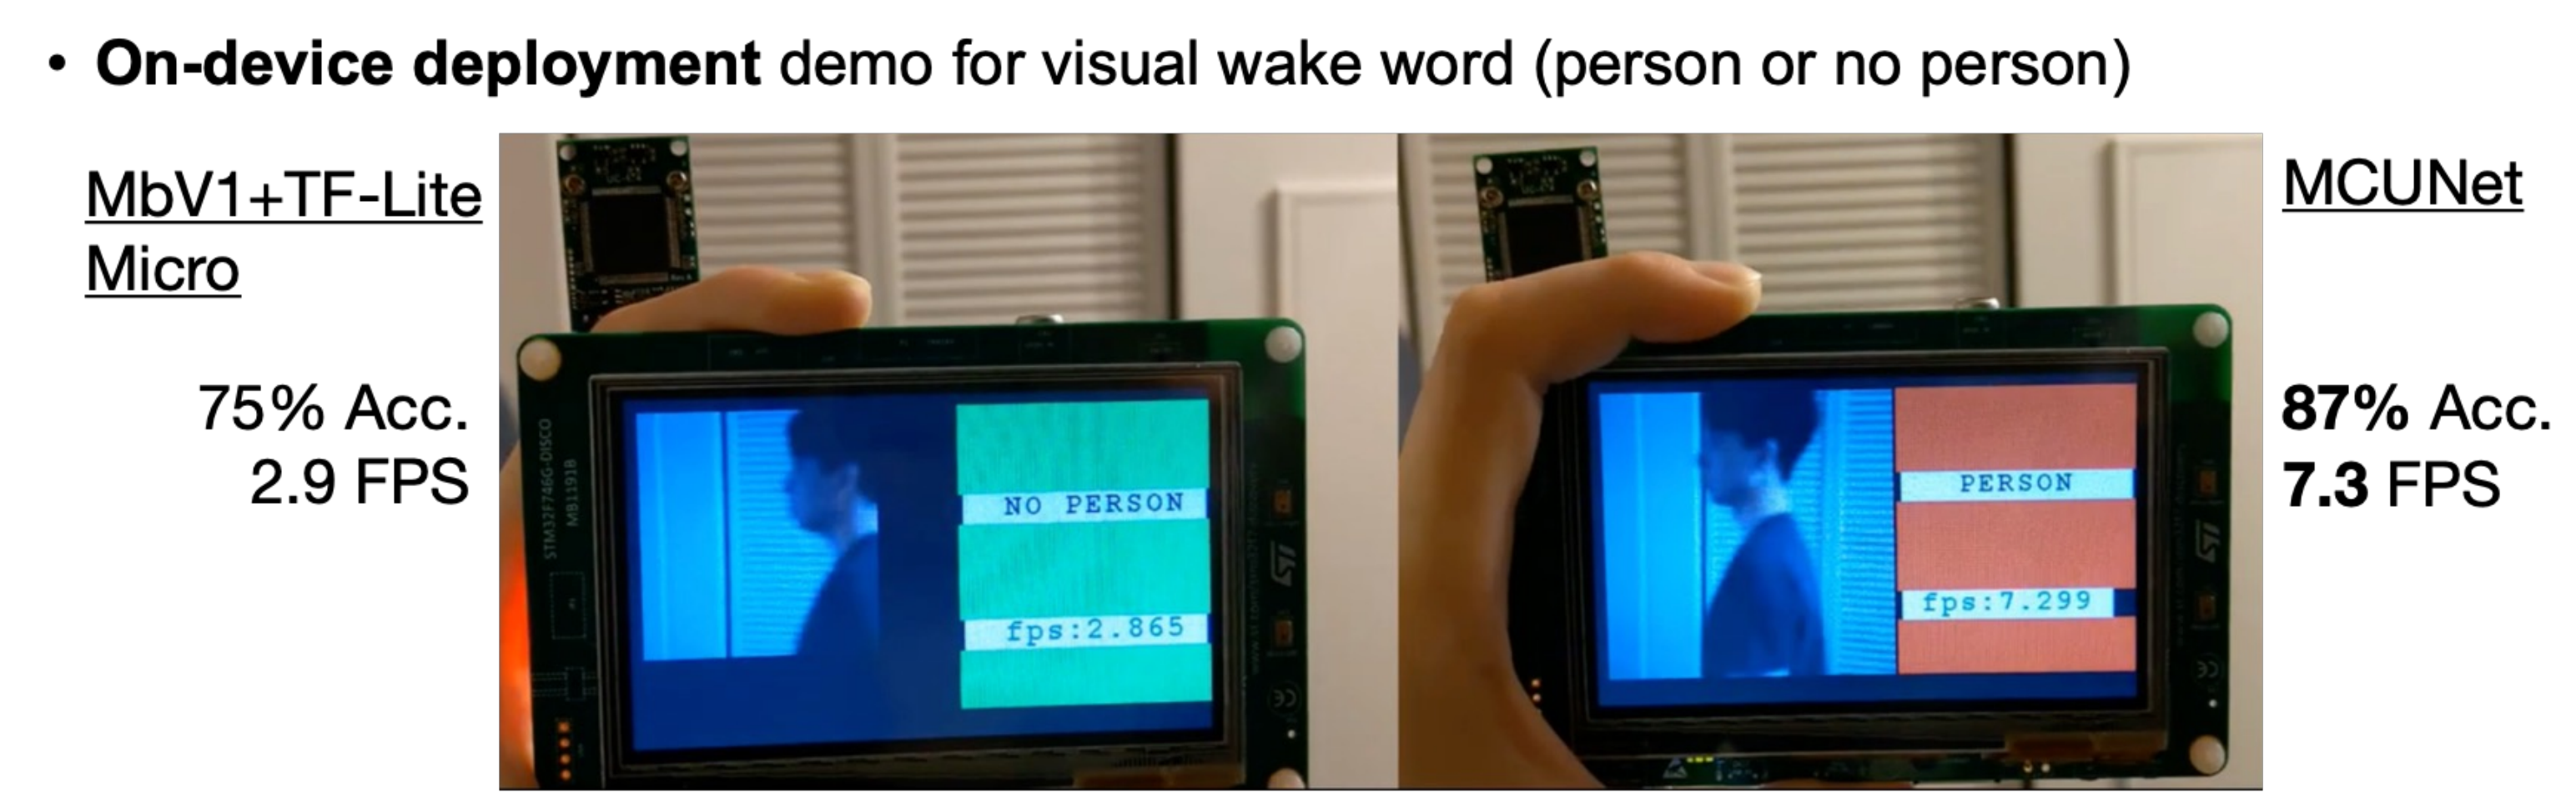 • On-device deployment demo for visual wake word (person or no person)
MbV1+TF-Lite
Micro
75% Acc.
2.9 FPS
STM32F746G-DISCO
MB1191B
NO PERSON
fps:2.865
PERSON
fps:7.299
MCUNet
87% Acc.
7.3 FPS